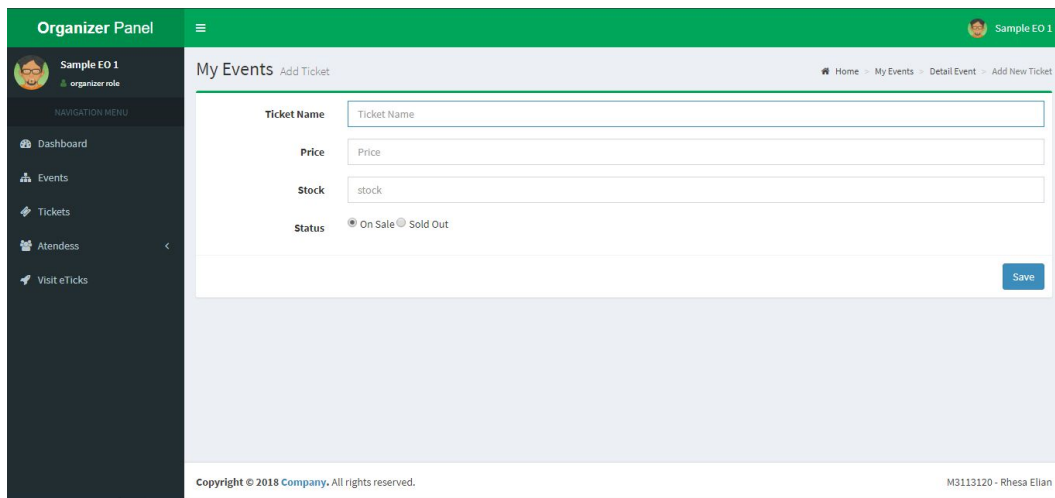 Organizer Panel
Sample EO 1
Sample EO 1
organizer role
NAVIGATION MENU
Dashboard
Events
Tickets
Atendess
Visit eTicks
My Events Add Ticket
Home > My Events > Detail Event > Add New Ticket
Ticket Name Ticket Name
Price Price
Stock stock
Status On Sale Sold Out
Save
Copyright © 2018 Company. All rights reserved.
M3113120 - Rhesa Elian